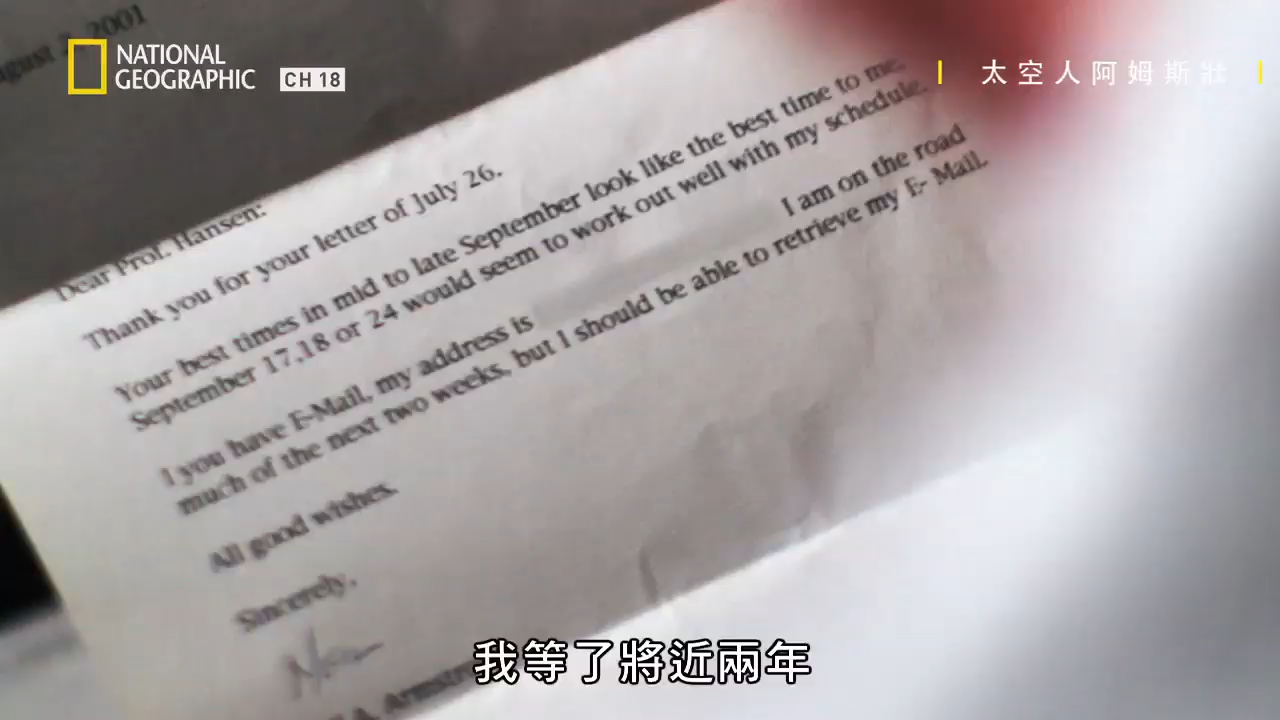 August 2, 2001
NATIONAL
GEOGRAPHIC
CH 18
太空人阿姆斯壯
Dear Prof. Hansen:
Thank you for your letter of July 26.
Your best times in mid to late September look like the best time to me.
September 17,18 or 24 would seem to work out well with my schedule.
I you have E-Mail, my address is I am on the road
much of the next two weeks, but I should be able to retrieve my E- Mail.
All good wishes.
Sincerely,
A. Armstro
我等了將近兩年